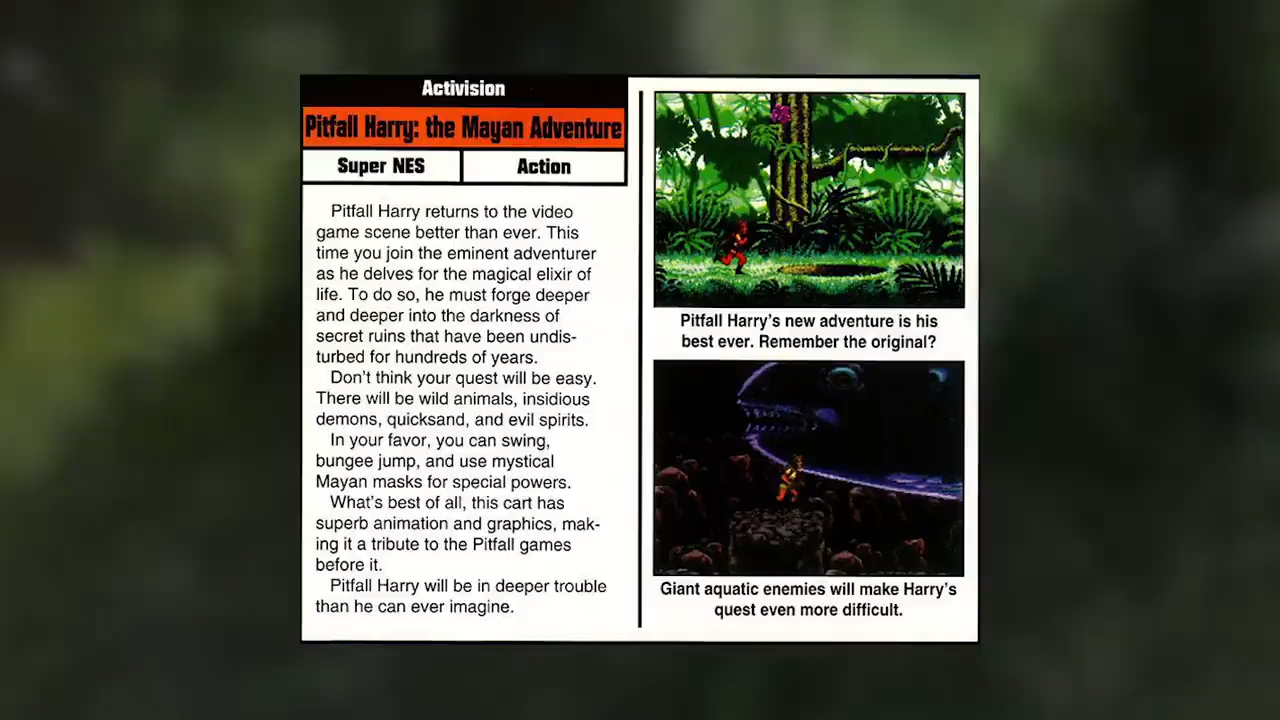 Activision
Pitfall Harry: the Mayan Adventure
Super NES
Action
Pitfall Harry returns to the video
game scene better than ever. This
time you join the eminent adventurer
as he delves for the magical elixir of
life. To do so, he must forge deeper
and deeper into the darkness of
secret ruins that have been undis-
turbed for hundreds of years.
Don't think your quest will be easy.
There will be wild animals, insidious
demons, quicksand, and evil spirits.
In your favor, you can swing,
bungee jump, and use mystical
Mayan masks for special powers.
What's best of all, this cart has
superb animation and graphics, mak-
ing it a tribute to the Pitfall games
before it.
Pitfall Harry will be in deeper trouble
than he can ever imagine.
Pitfall Harry's new adventure is his
best ever. Remember the original?
Giant aquatic enemies will make Harry's
quest even more difficult.